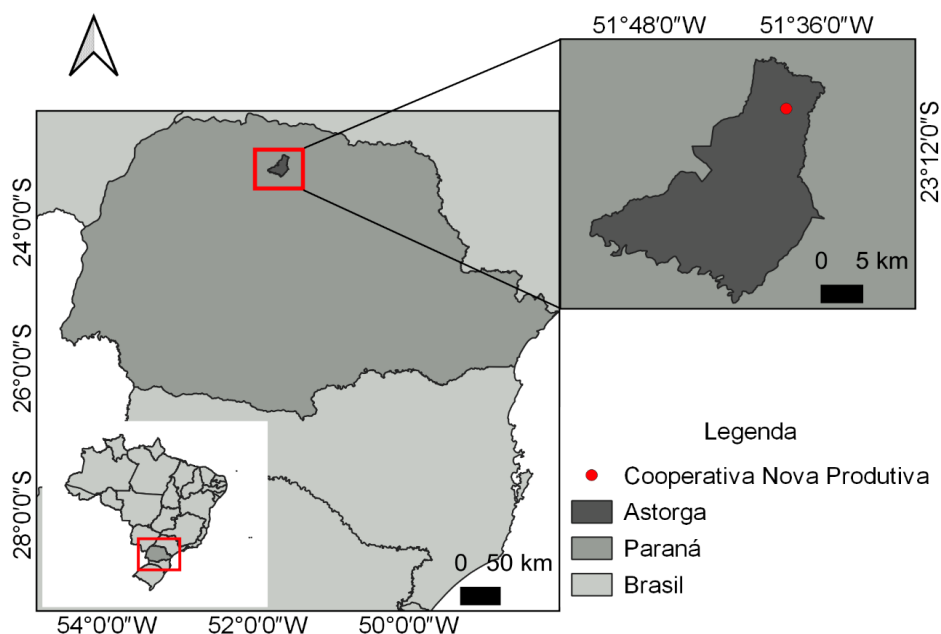 51°48'0"W 51°36'0"W
23°12'0"S
0 5 km
24°0'0"S
26°0'0"S
28°0'0"S
0 50 km
54°0'0"W 52°0'0"W 50°0'0"W
Legenda
Cooperativa Nova Produtiva
Astorga
Paraná
Brasil